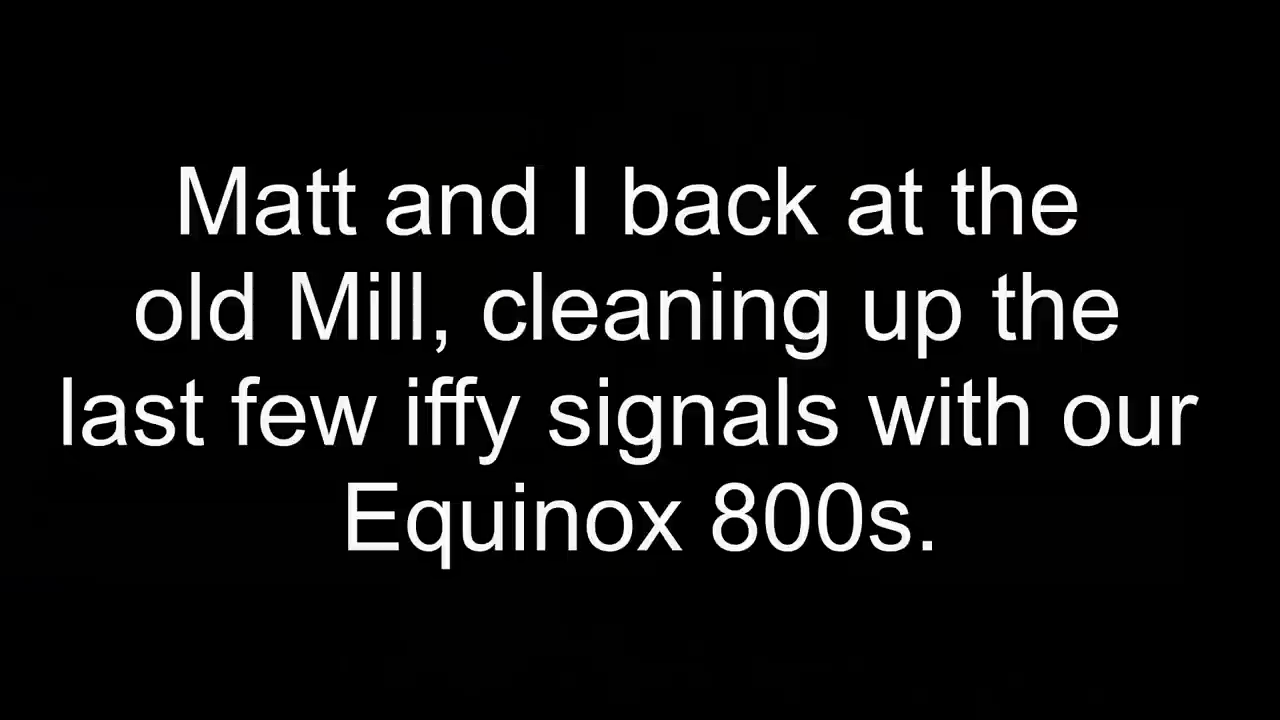 Matt and I back at the
old Mill, cleaning up the
last few iffy signals with our
Equinox 800s.